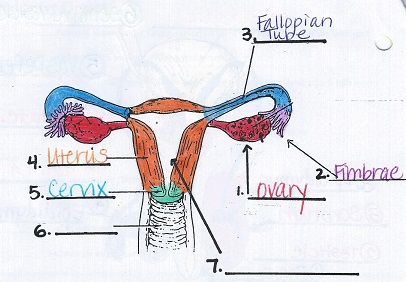 Fallopian
Tube
3.
4. Uterus
5. Cervix
1. Ovary
2. Fimbrae
6.
7.